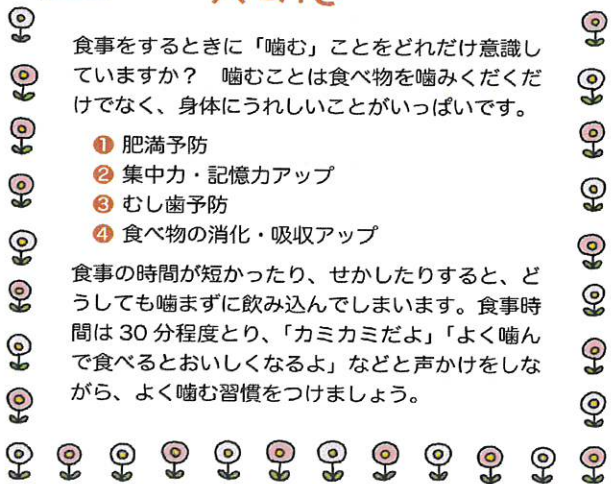 食事をするときに「噛む」ことをどれだけ意識し
ていますか？　噛むことは食べ物を噛みくだくだ
けでなく、身体にうれしいことがいっぱいです。
❶ 肥満予防
❷ 集中力・記憶力アップ
❸ むし歯予防
❹ 食べ物の消化・吸収アップ
食事の時間が短かったり、せかしたりすると、ど
うしても噛まずに飲み込んでしまいます。食事時
間は 30 分程度とり、「カミカミだよ」「よく噛ん
で食べるとおいしくなるよ」などと声かけをしな
がら、よく噛む習慣をつけましょう。